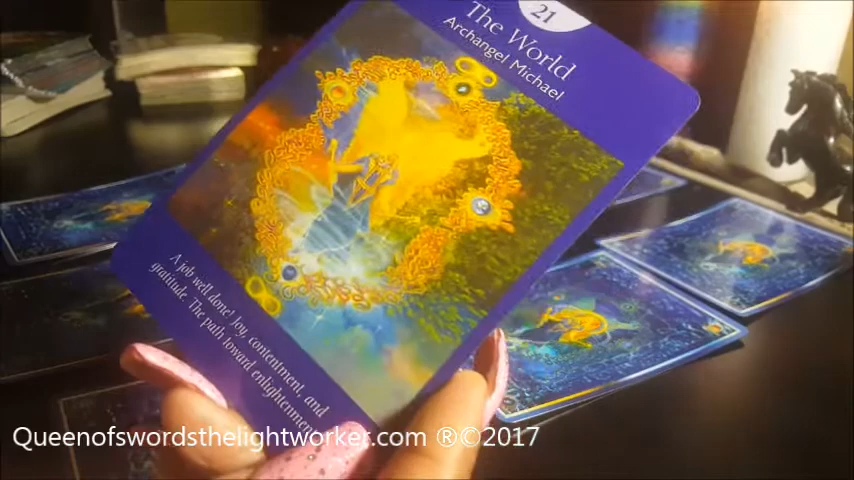 21
The World
Archangel Michael
A job well done! Joy, contentment, and
gratitude. The path toward enlightenment.
Queenofswordsthelightworker.com ®©2017